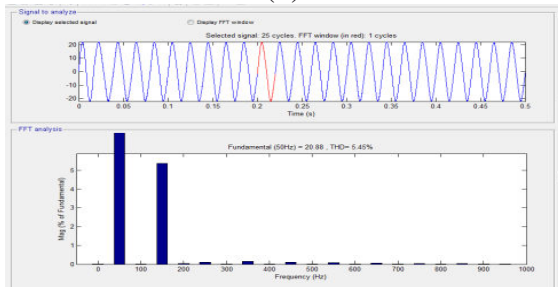 Signal to analyze
Display selected signal Display FFT window
Selected signal: 25 cycles. FFT window (in red): 1 cycles
20
10
0
-10
-20
0 0.05 0.1 0.15 0.2 0.25 0.3 0.35 0.4 0.45 0.5
Time (s)
FFT analysis
Fundamental (50Hz) = 20.88 , THD= 5.45%
5
4
3
2
1
0
Mag (% of Fundamental)
0 100 200 300 400 500 600 700 800 900 1000
Frequency (Hz)